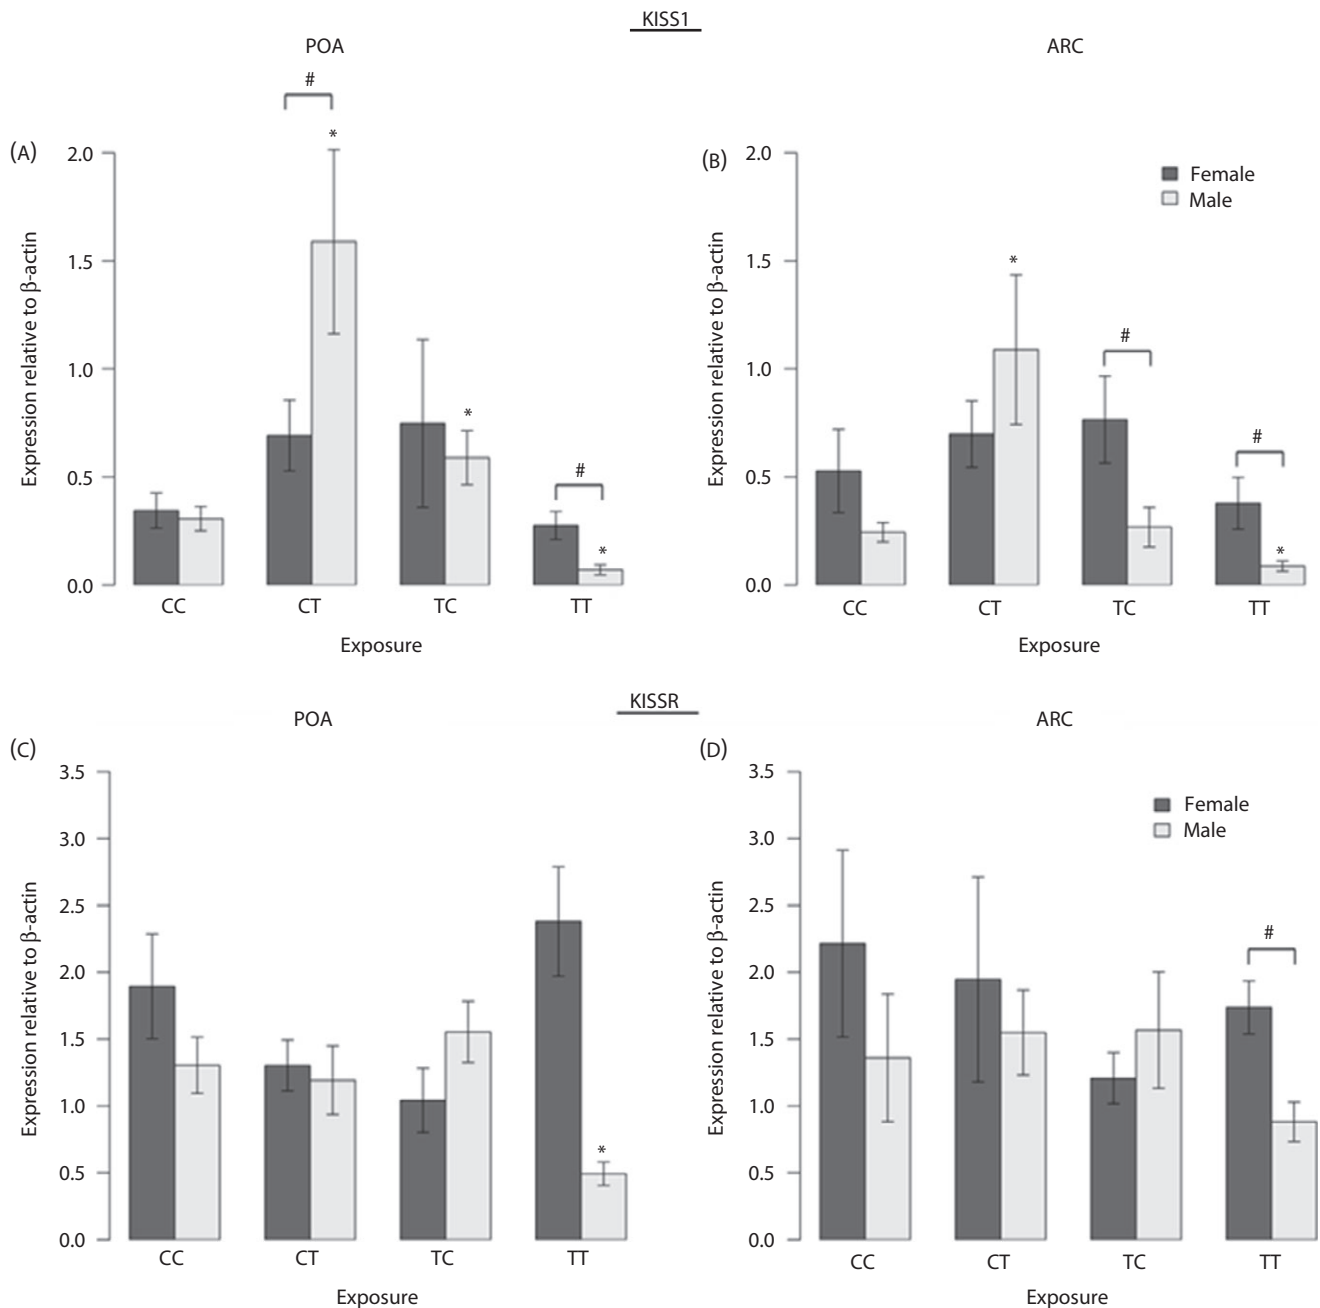 KISS1
POA
ARC
#
*
(A)
2.0
1.5
1.0
0.5
0.0
Expression relative to β-actin
*
#
*
CC
CT
TC
TT
Exposure
(B)
2.0
1.5
1.0
0.5
0.0
Expression relative to β-actin
Female
Male
*
#
#
*
CC
CT
TC
TT
Exposure
KISSR
POA
ARC
(C)
3.5
3.0
2.5
2.0
1.5
1.0
0.5
0.0
Expression relative to β-actin
*
CC
CT
TC
TT
Exposure
(D)
3.5
3.0
2.5
2.0
1.5
1.0
0.5
0.0
Expression relative to β-actin
Female
Male
#
CC
CT
TC
TT
Exposure